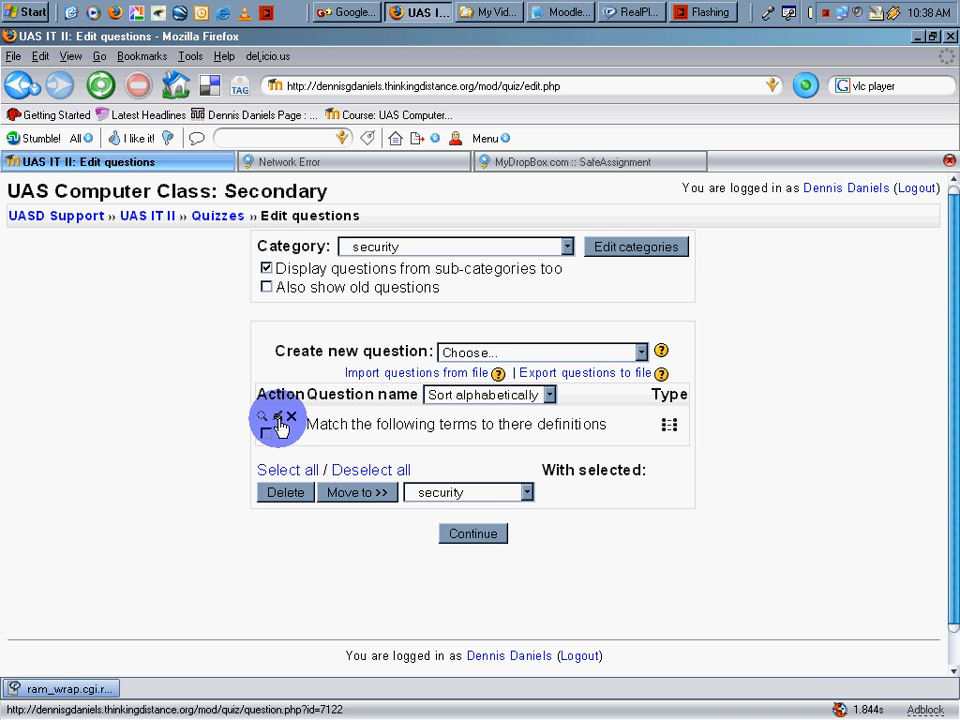 Start Google... UAS I... My Vid... Moodle... RealPl... Flashing 10:38 AM
UAS IT II: Edit questions - Mozilla Firefox
File Edit View Go Bookmarks Tools Help del.icio.us
TAG http://dennisgdaniels.thinkingdistance.org/mod/quiz/edit.php G vlc player
Getting Started Latest Headlines Dennis Daniels Page : ... Course: UAS Computer...
Stumble! All I like it! Menu
UAS IT II: Edit questions Network Error MyDropBox.com :: SafeAssignment
UAS Computer Class: Secondary You are logged in as Dennis Daniels (Logout)
UASD Support » UAS IT II » Quizzes » Edit questions
Category: security Edit categories
Display questions from sub-categories too
Also show old questions
Create new question: Choose... ?
Import questions from file ? | Export questions to file ?
Action Question name Sort alphabetically Type
Match the following terms to there definitions
Select all / Deselect all With selected:
Delete Move to >> security
Continue
You are logged in as Dennis Daniels (Logout)
ram_wrap.cgi.r...
http://dennisgdaniels.thinkingdistance.org/mod/quiz/question.php?id=7122 1.844s Adblock